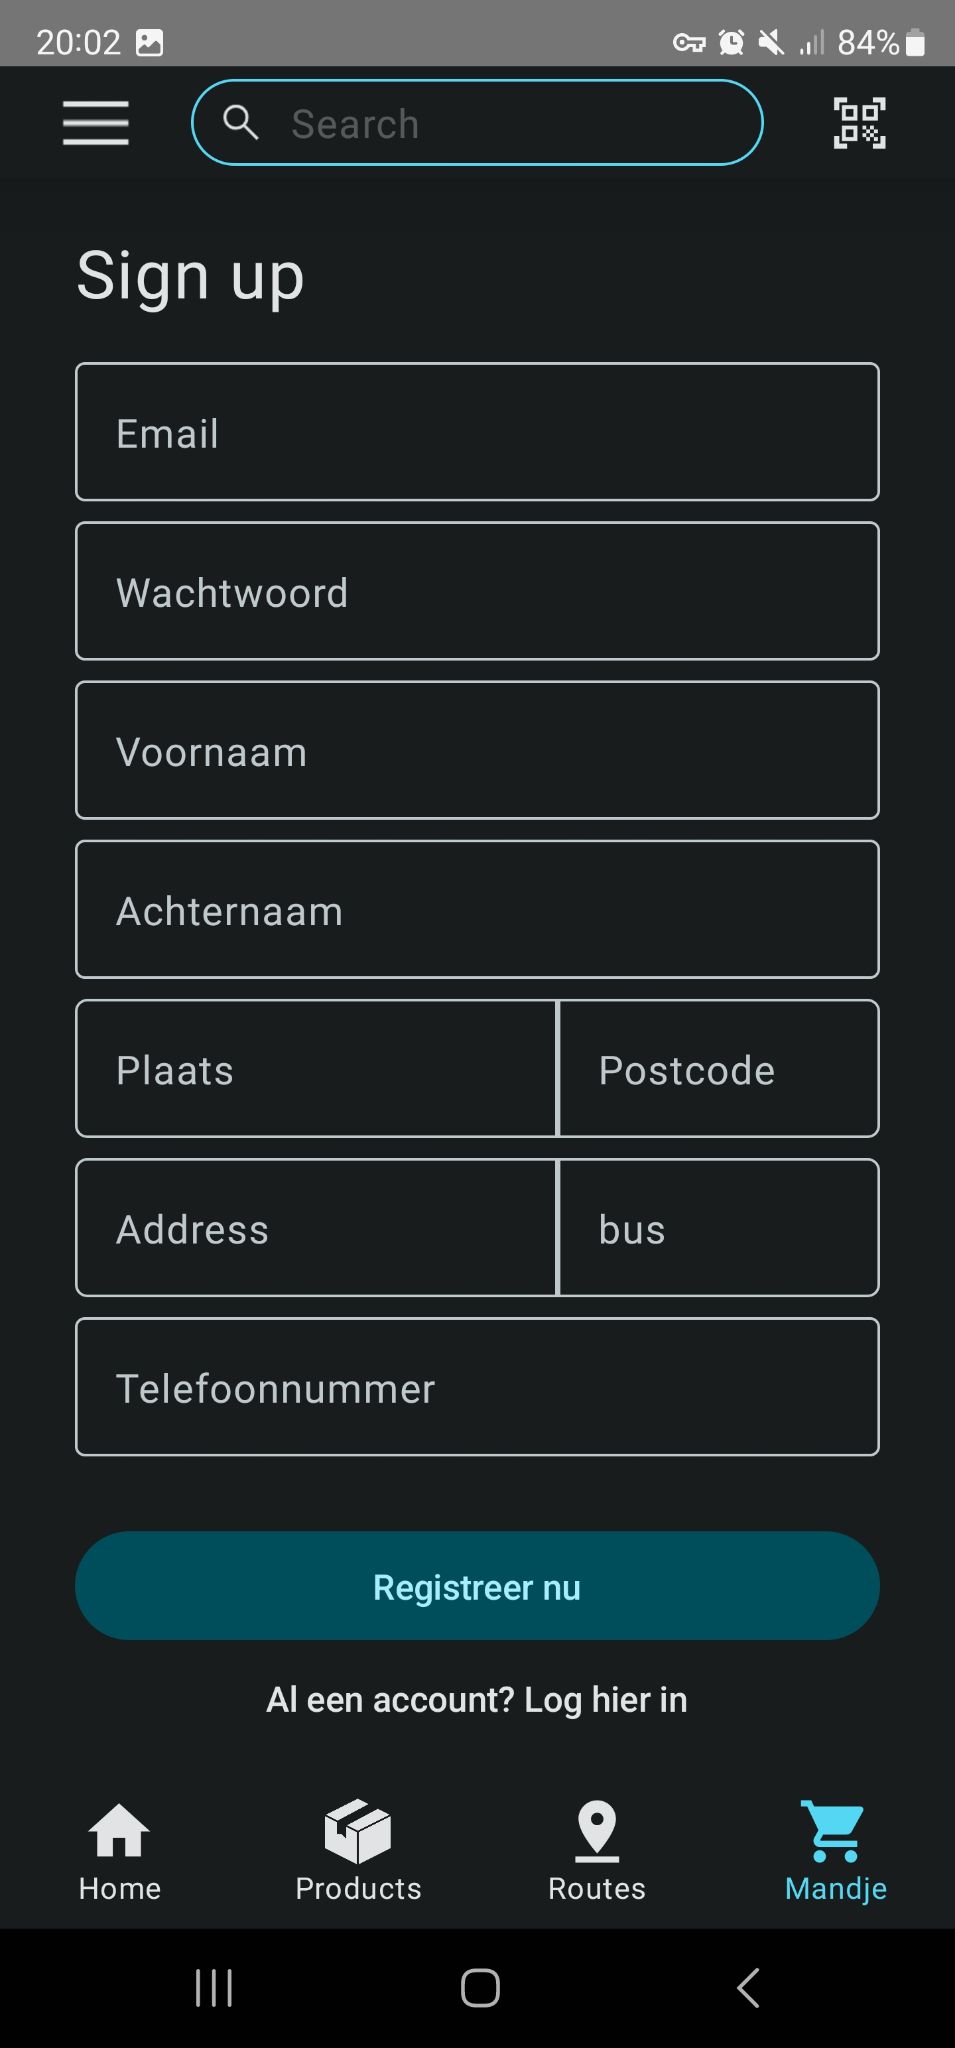 20:02 84%
Search
Sign up
Email
Wachtwoord
Voornaam
Achternaam
Plaats Postcode
Address bus
Telefoonnummer
Registreer nu
Al een account? Log hier in
Home Products Routes Mandje